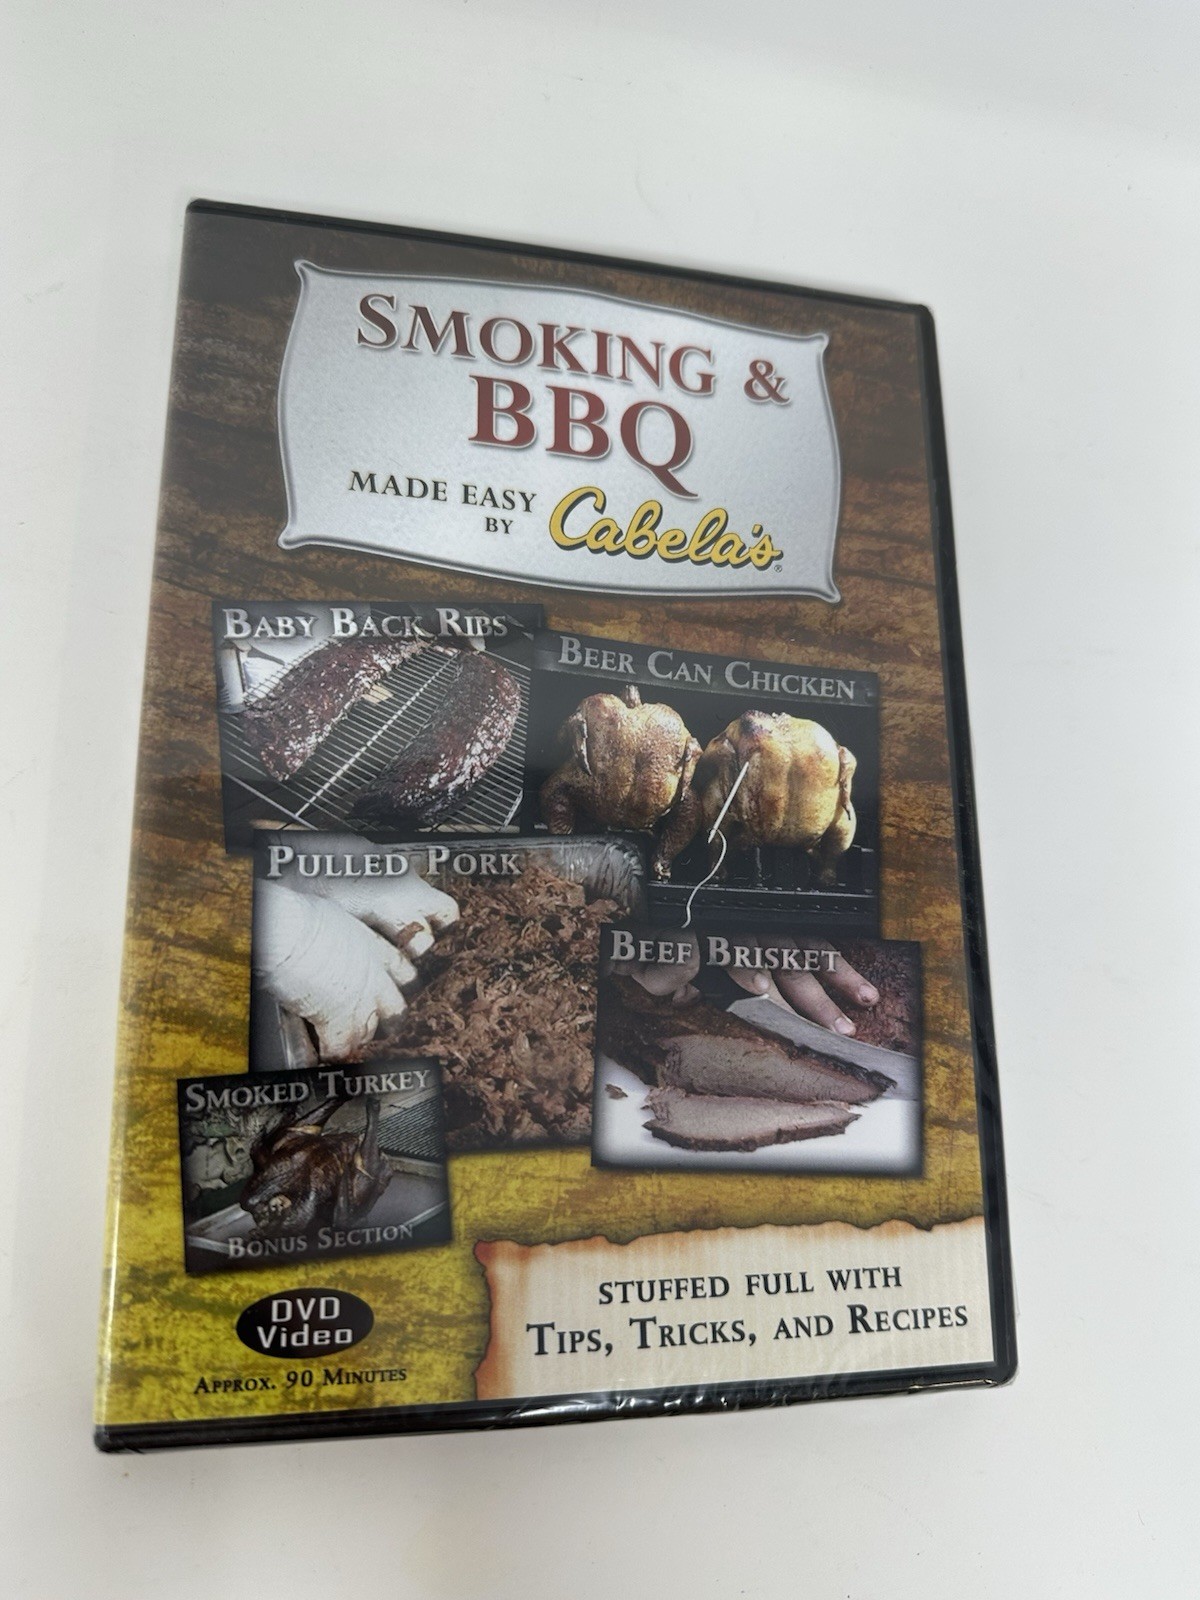 SMOKING &
BBQ
MADE EASY
BY Cabela's®
BABY BACK RIBS
BEER CAN CHICKEN
PULLED PORK
BEEF BRISKET
SMOKED TURKEY
BONUS SECTION
DVD
Video
APPROX. 90 MINUTES
STUFFED FULL WITH
TIPS, TRICKS, AND RECIPES